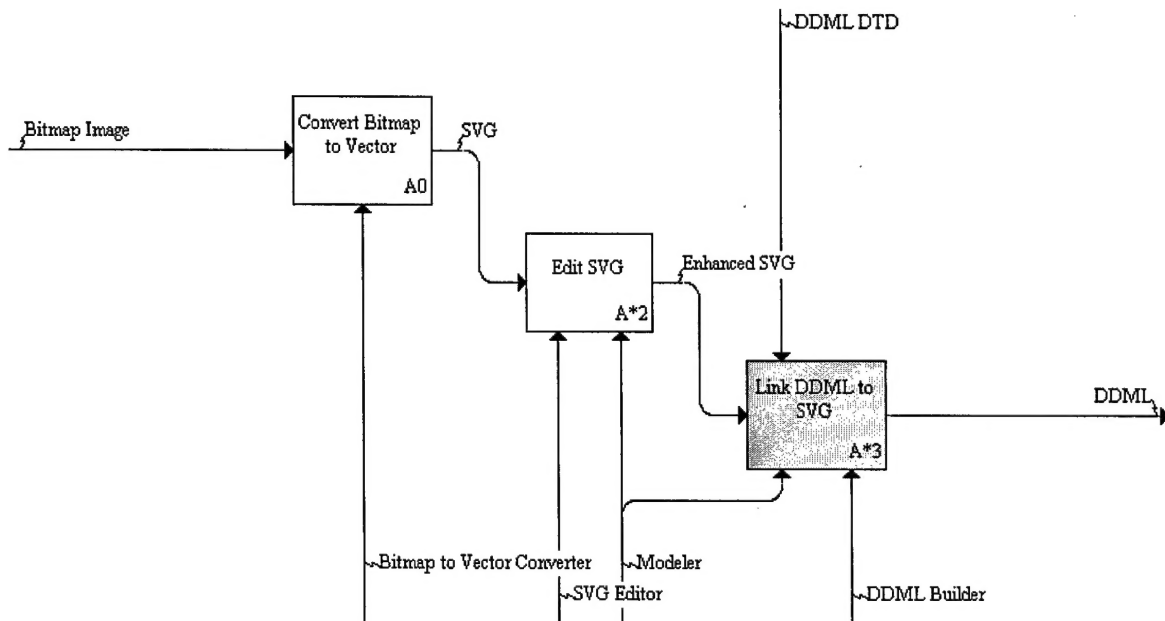 DDML DTD
Convert Bitmap
to Vector
A0
Bitmap Image
SVG
Edit SVG
A*2
Enhanced SVG
Link DDML to
SVG
A*3
DDML
Bitmap to Vector Converter
Modeler
SVG Editor
DDML Builder